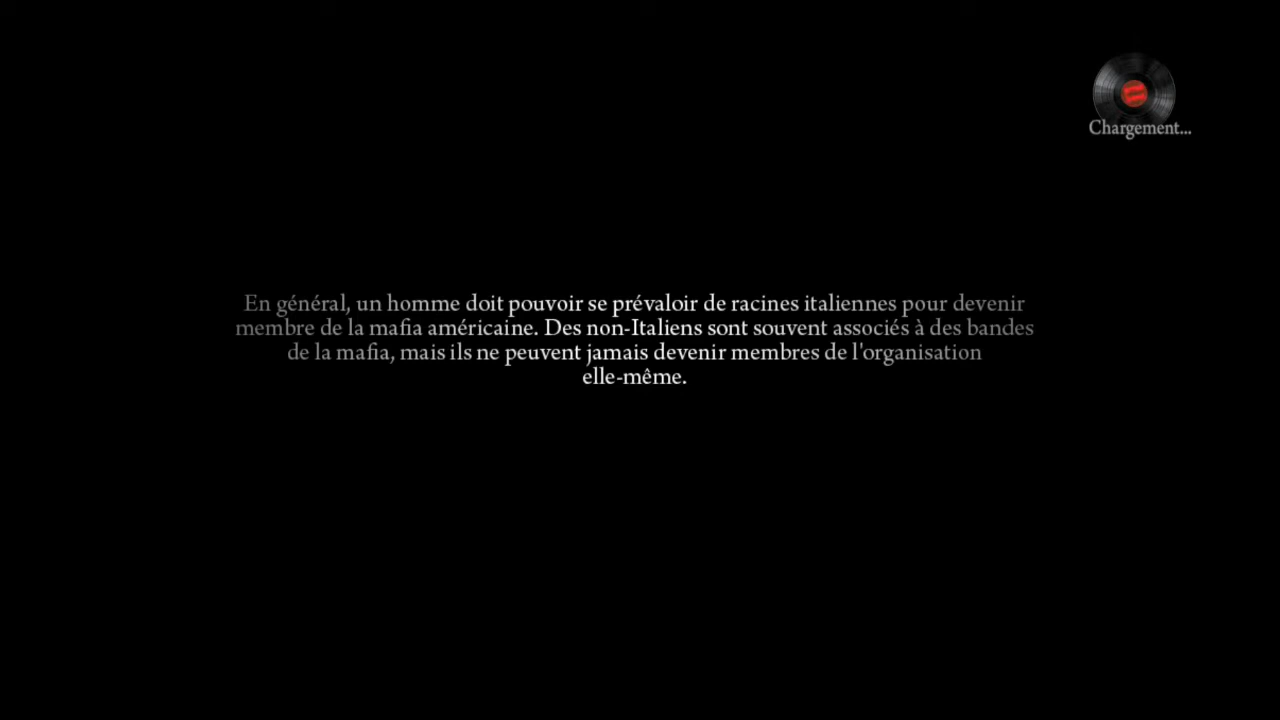 Chargement...
En général, un homme doit pouvoir se prévaloir de racines italiennes pour devenir
membre de la mafia américaine. Des non-Italiens sont souvent associés à des bandes
de la mafia, mais ils ne peuvent jamais devenir membres de l'organisation
elle-même.